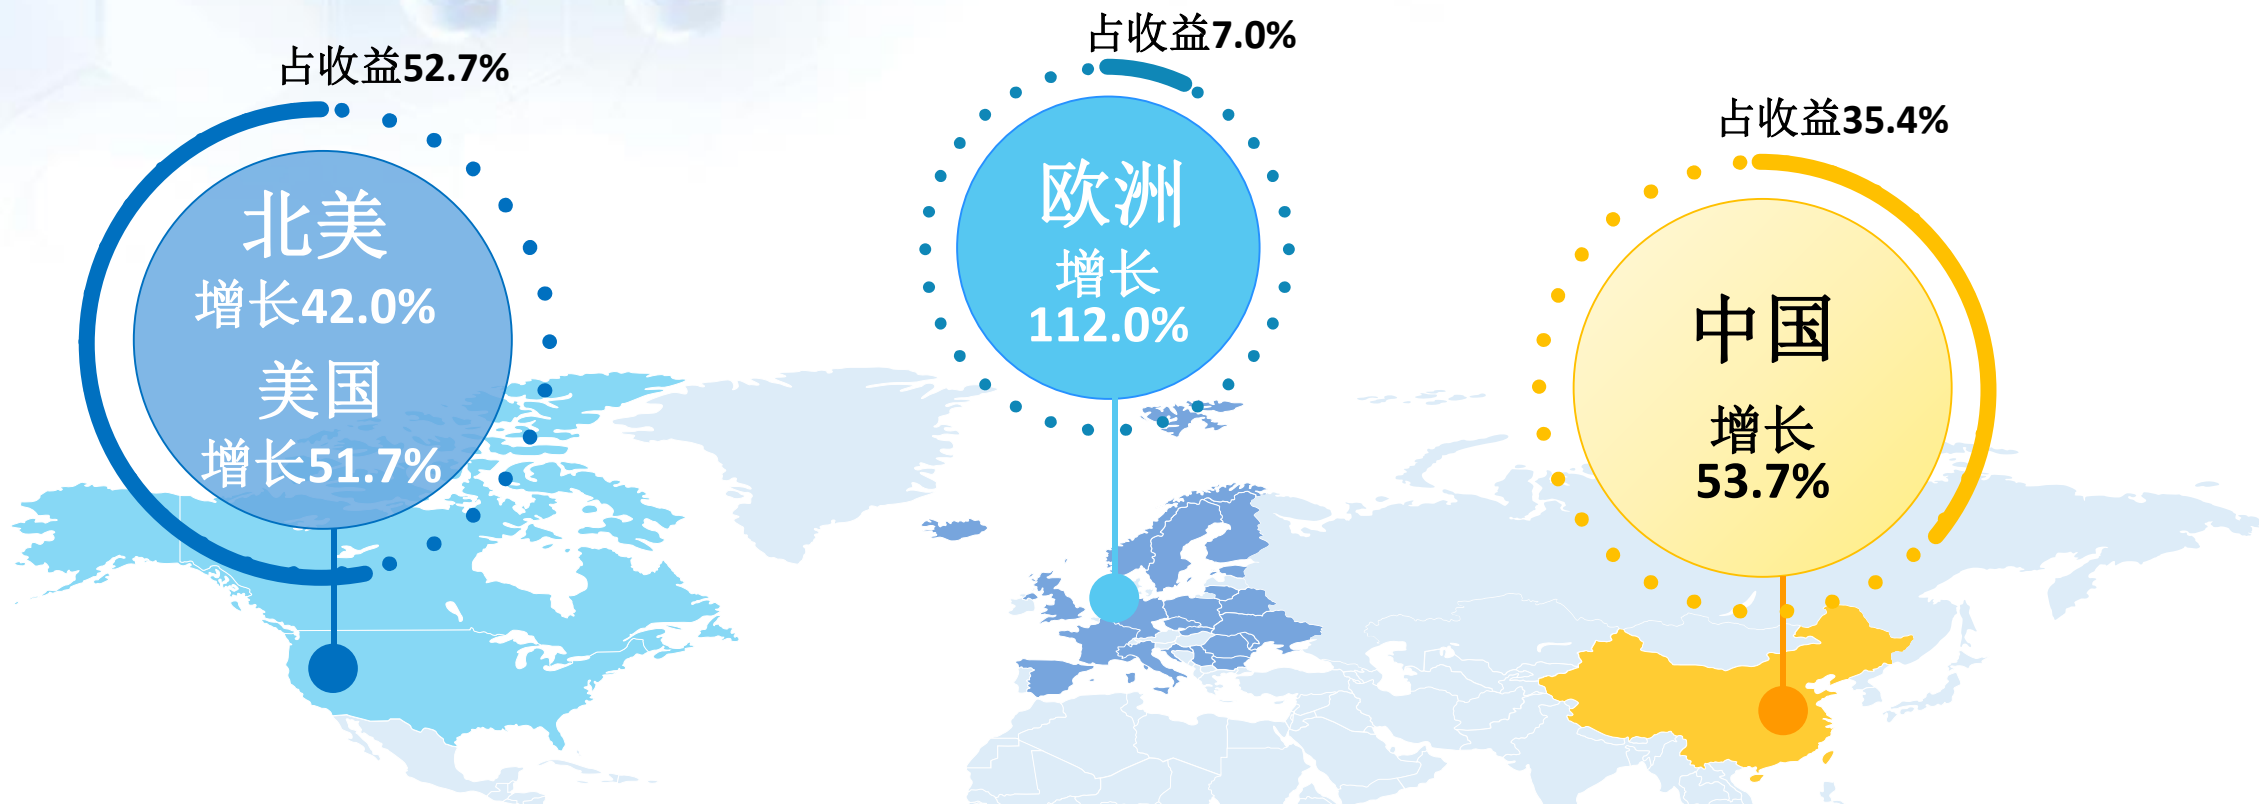 占收益52.7%
北美
增长42.0%
美国
增长51.7%
占收益7.0%
欧洲
增长
112.0%
占收益35.4%
中国
增长
53.7%